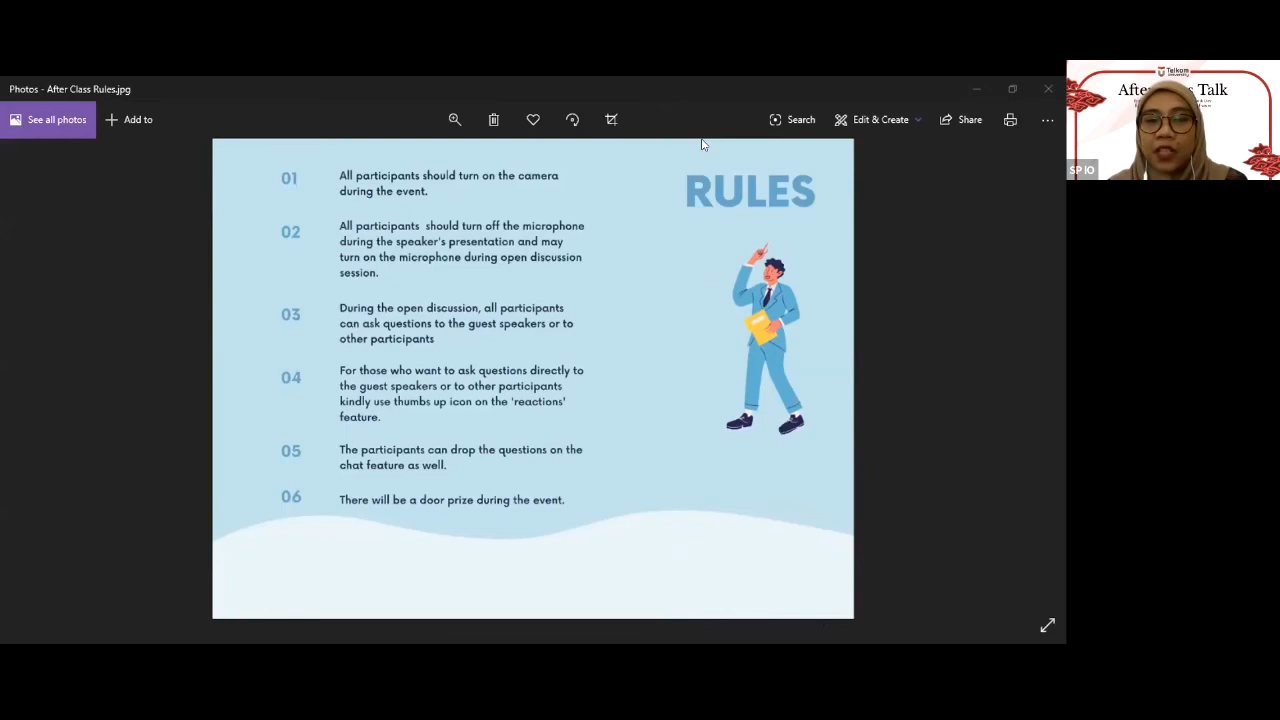 Photos - After Class Rules.jpg
See all photos
Add to
Search
Edit & Create
Share
RULES
01
All participants should turn on the camera
during the event.
02
All participants should turn off the microphone
during the speaker's presentation and may
turn on the microphone during open discussion
session.
03
During the open discussion, all participants
can ask questions to the guest speakers or to
other participants
04
For those who want to ask questions directly to
the guest speakers or to other participants
kindly use thumbs up icon on the 'reactions'
feature.
05
The participants can drop the questions on the
chat feature as well.
06
There will be a door prize during the event.
Telkom
University
Talk
SP IO